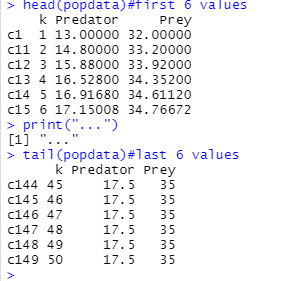 > head(popdata)#first 6 values
k Predator Prey
c1 1 13.00000 32.00000
c11 2 14.80000 33.20000
c12 3 15.88000 33.92000
c13 4 16.52800 34.35200
c14 5 16.91680 34.61120
c15 6 17.15008 34.76672
> print("...")
[1] "..."
> tail(popdata)#last 6 values
k Predator Prey
c144 45 17.5 35
c145 46 17.5 35
c146 47 17.5 35
c147 48 17.5 35
c148 49 17.5 35
c149 50 17.5 35
>